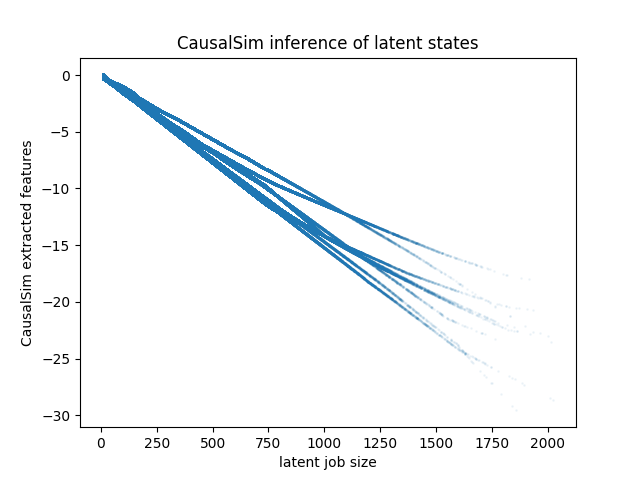 CausalSim inference of latent states
CausalSim extracted features
0
−5
−10
−15
−20
−25
−30
0 250 500 750 1000 1250 1500 1750 2000
latent job size